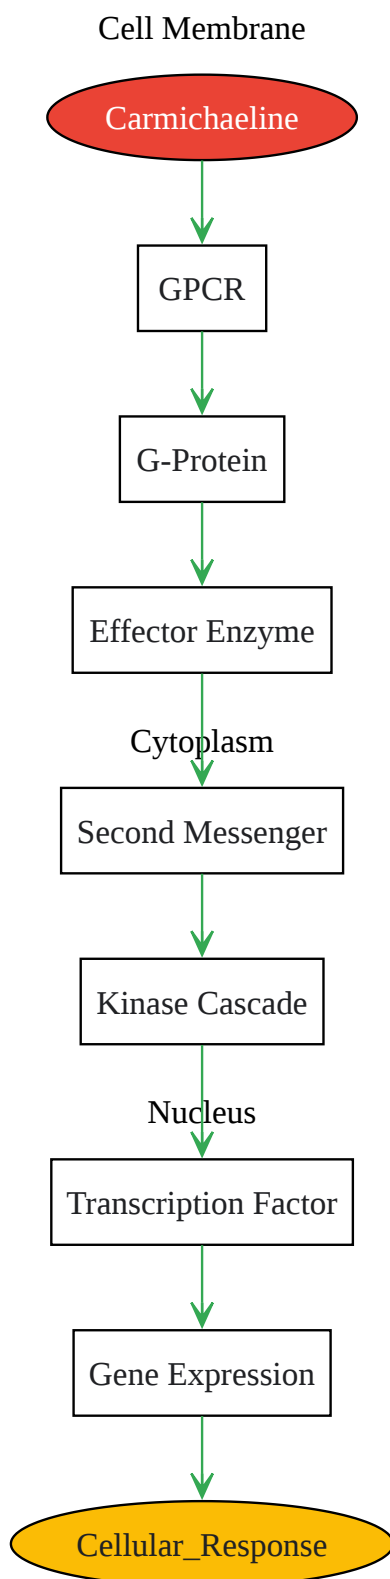 Cell Membrane
Carmichaeline
GPCR
G-Protein
Effector Enzyme
Cytoplasm
Second Messenger
Kinase Cascade
Nucleus
Transcription Factor
Gene Expression
Cellular_Response